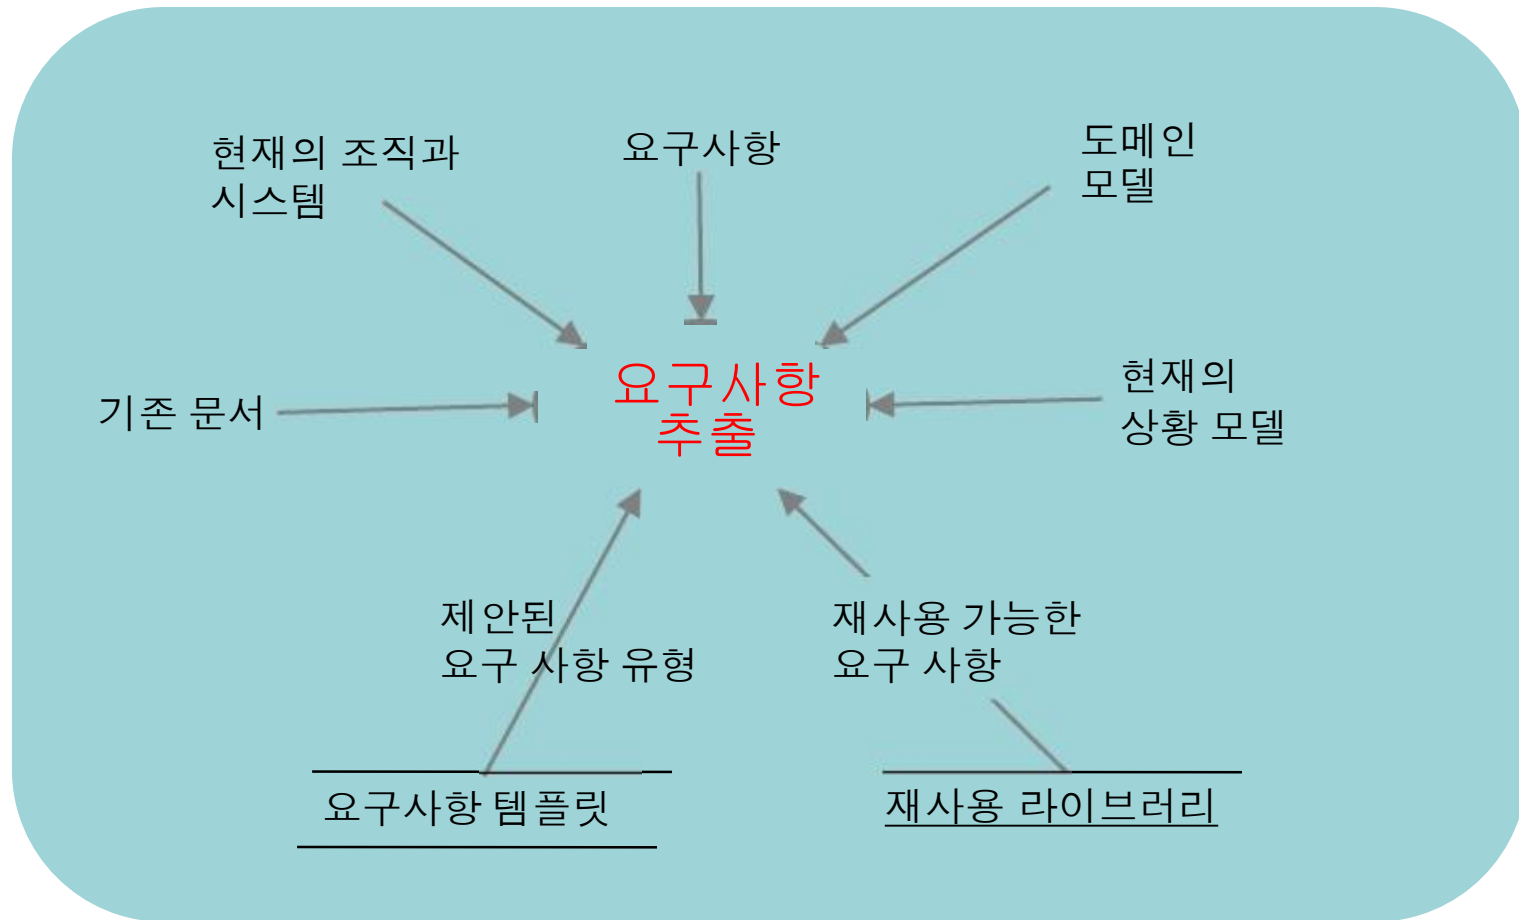 현재의 조직과
시스템
요구사항
도메인
모델
기존 문서
요구사항
추출
현재의
상황 모델
제안된
요구 사항 유형
재사용 가능한
요구 사항
요구사항 템플릿
재사용 라이브러리